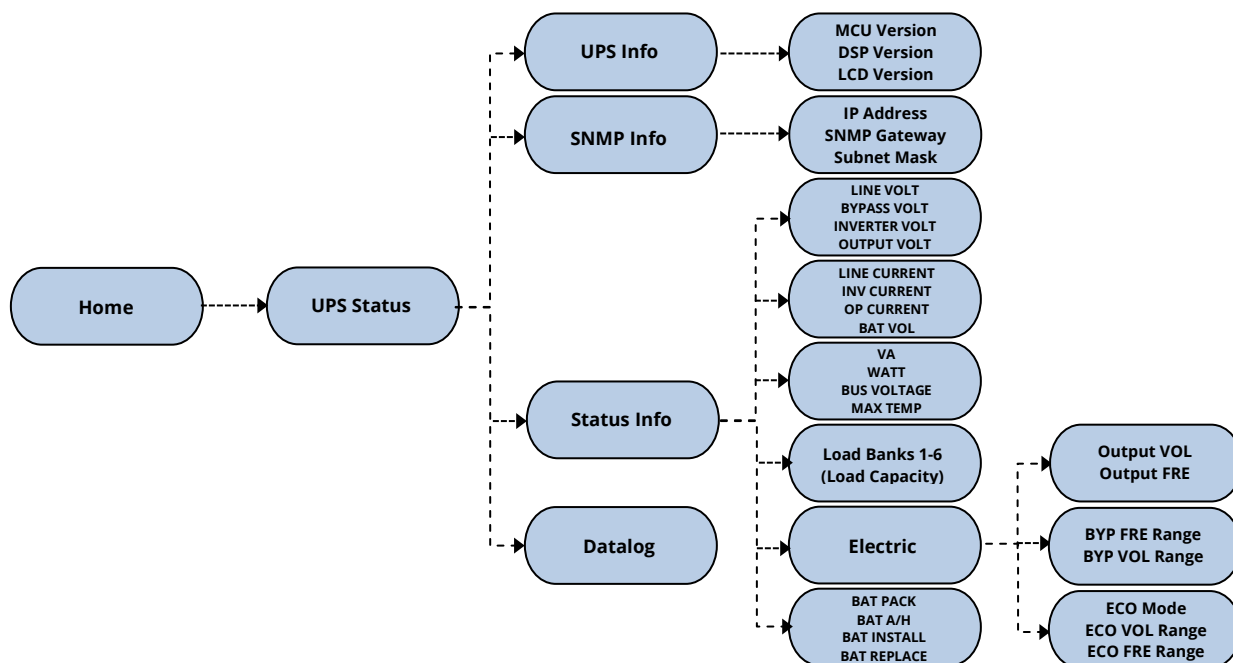 Home
UPS Status
UPS Info
MCU Version
DSP Version
LCD Version
SNMP Info
IP Address
SNMP Gateway
Subnet Mask
Status Info
LINE VOLT
BYPASS VOLT
INVERTER VOLT
OUTPUT VOLT
LINE CURRENT
INV CURRENT
OP CURRENT
BAT VOL
VA
WATT
BUS VOLTAGE
MAX TEMP
Load Banks 1-6
(Load Capacity)
Electric
Output VOL
Output FRE
BYP FRE Range
BYP VOL Range
ECO Mode
ECO VOL Range
ECO FRE Range
BAT PACK
BAT A/H
BAT INSTALL
BAT REPLACE
Datalog